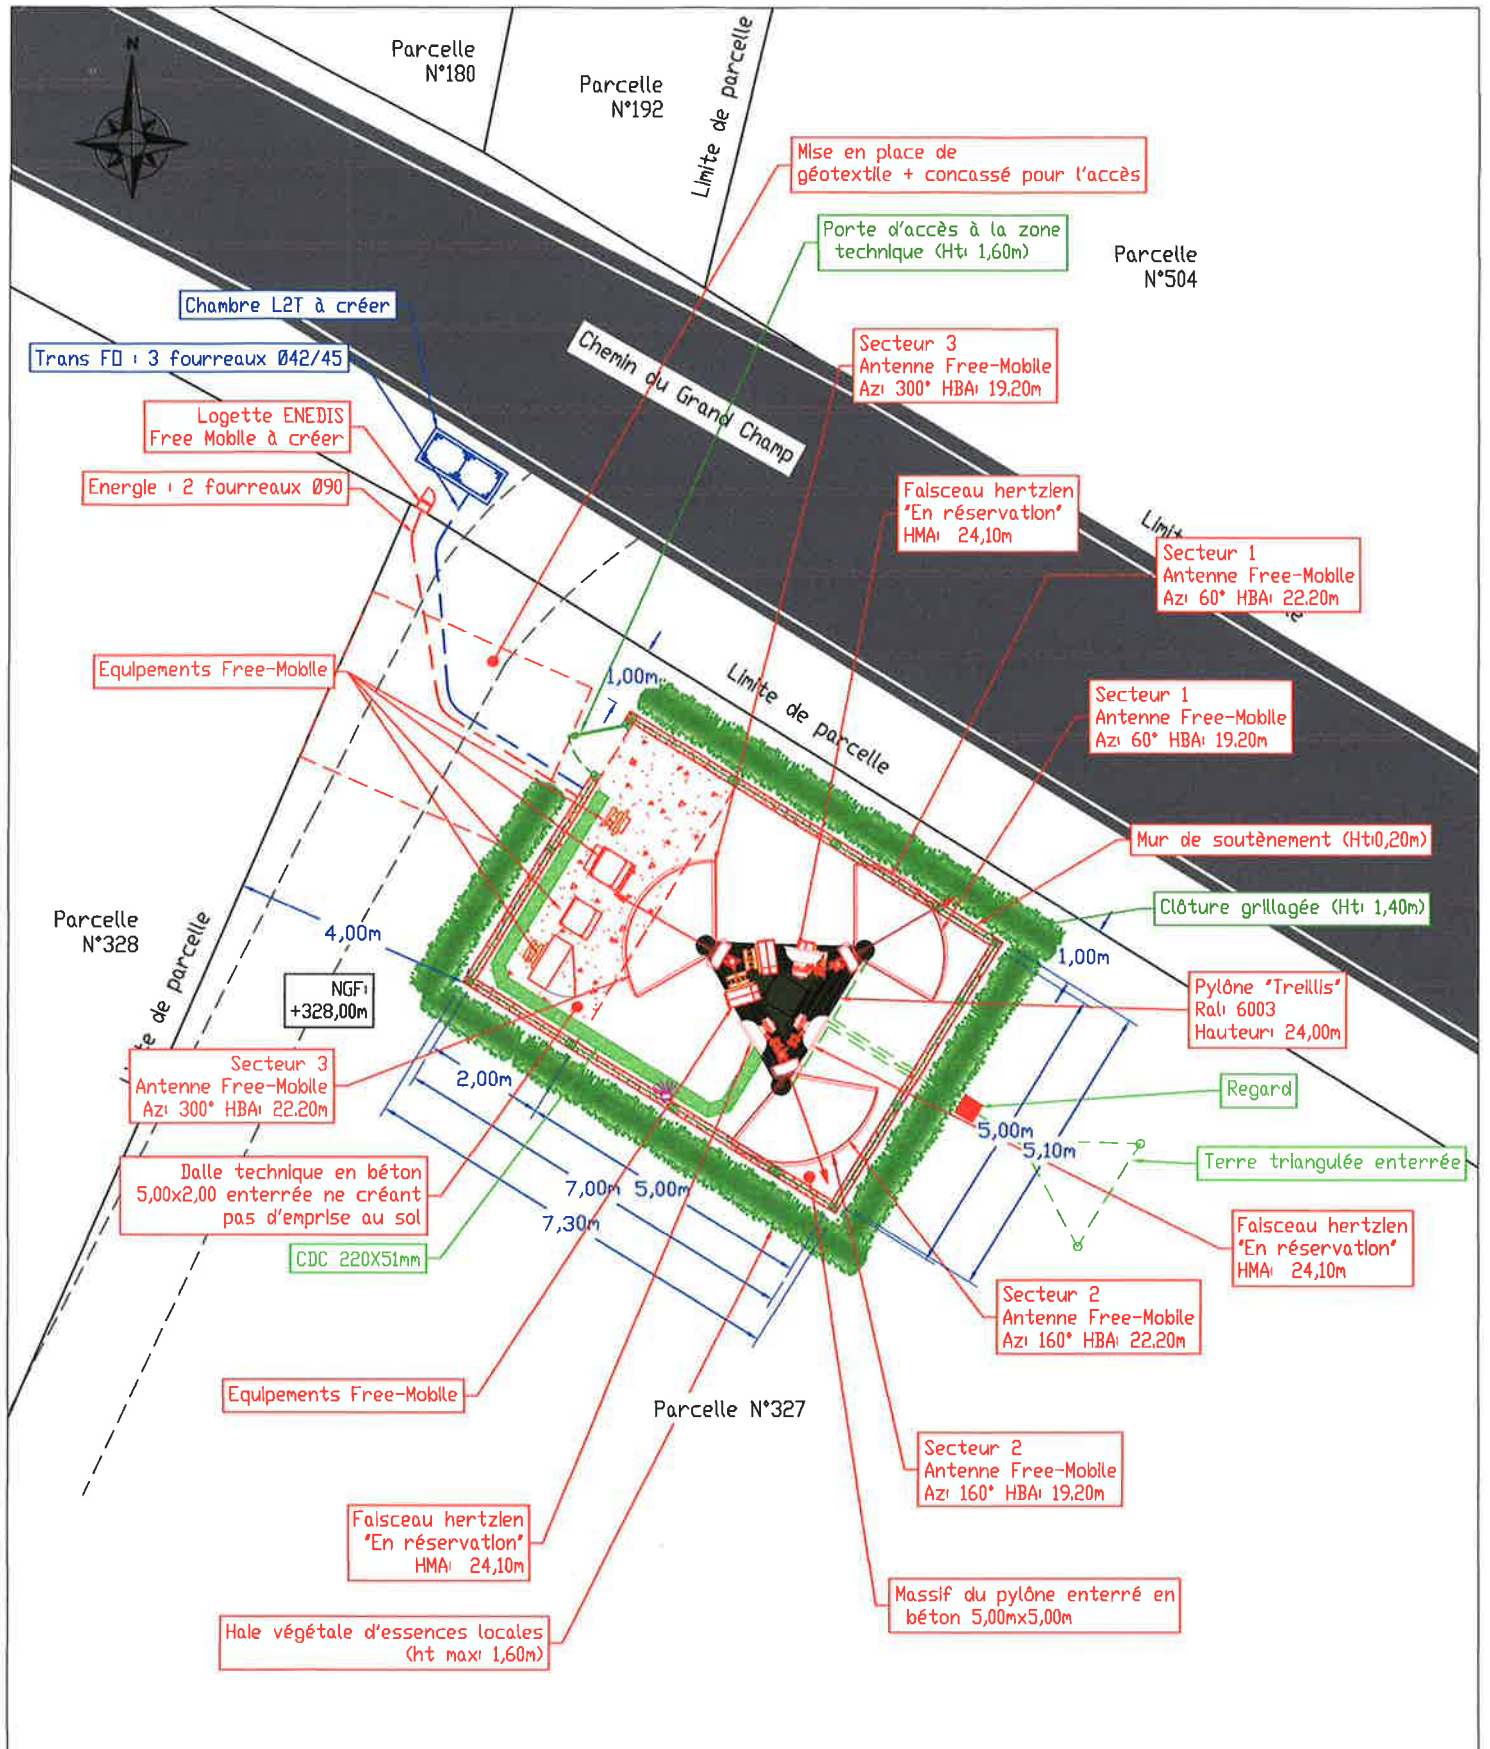 N
Parcelle
N°180
Parcelle
N°192
Limite de parcelle
Mise en place de
géotextile + concassé pour l'accès
Porte d'accès à la zone
technique (Ht: 1,60m)
Parcelle
N°504
Chambre L2T à créer
Trans FO : 3 fourreaux Ø42/45
Logette ENEDIS
Free Mobile à créer
Energie : 2 fourreaux Ø90
Chemin du Grand Champ
Secteur 3
Antenne Free-Mobile
Az: 300° HBA: 19.20m
Faisceau hertzien
"En réservation"
HMA: 24,10m
Limit
Secteur 1
Antenne Free-Mobile
Az: 60° HBA: 22.20m
Equipements Free-Mobile
1,00m
Limite de parcelle
Secteur 1
Antenne Free-Mobile
Az: 60° HBA: 19.20m
Mur de soutènement (Ht:0,20m)
Clôture grillagée (Ht: 1,40m)
Parcelle
N°328
4,00m
1,00m
te de parcelle
NGF:
+328,00m
Pylône "Treillis"
Ral: 6003
Hauteur: 24,00m
Secteur 3
Antenne Free-Mobile
Az: 300° HBA: 22.20m
2,00m
Regard
5,00m
5,10m
Terre triangulée enterrée
Dalle technique en béton
5,00x2,00 enterrée ne créant
pas d'emprise au sol
7,00m
5,00m
7,30m
CDC 220X51mm
Faisceau hertzien
"En réservation"
HMA: 24,10m
Secteur 2
Antenne Free-Mobile
Az: 160° HBA: 22.20m
Equipements Free-Mobile
Parcelle N°327
Secteur 2
Antenne Free-Mobile
Az: 160° HBA: 19.20m
Faisceau hertzien
"En réservation"
HMA: 24,10m
Massif du pylône enterré en
béton 5,00mx5,00m
Haie végétale d'essences locales
(ht max: 1,60m)